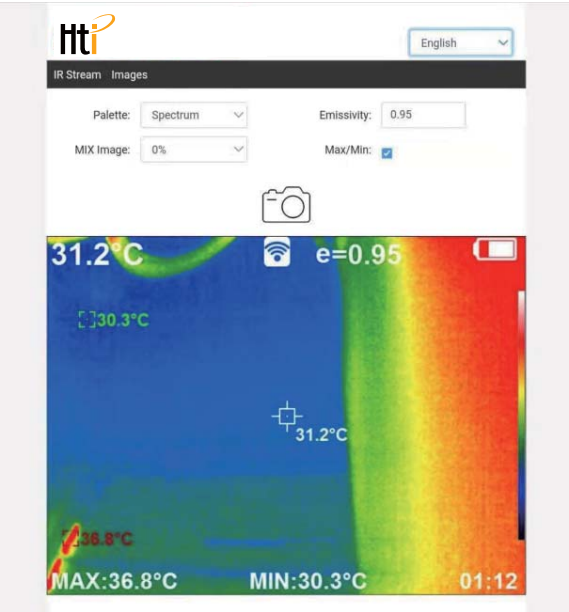 Hti
English
IR Stream Images
Palette: Spectrum Emissivity: 0.95
MIX Image: 0% Max/Min:
31.2°C e=0.95
30.3°C
31.2°C
36.8°C
MAX:36.8°C MIN:30.3°C 01:12